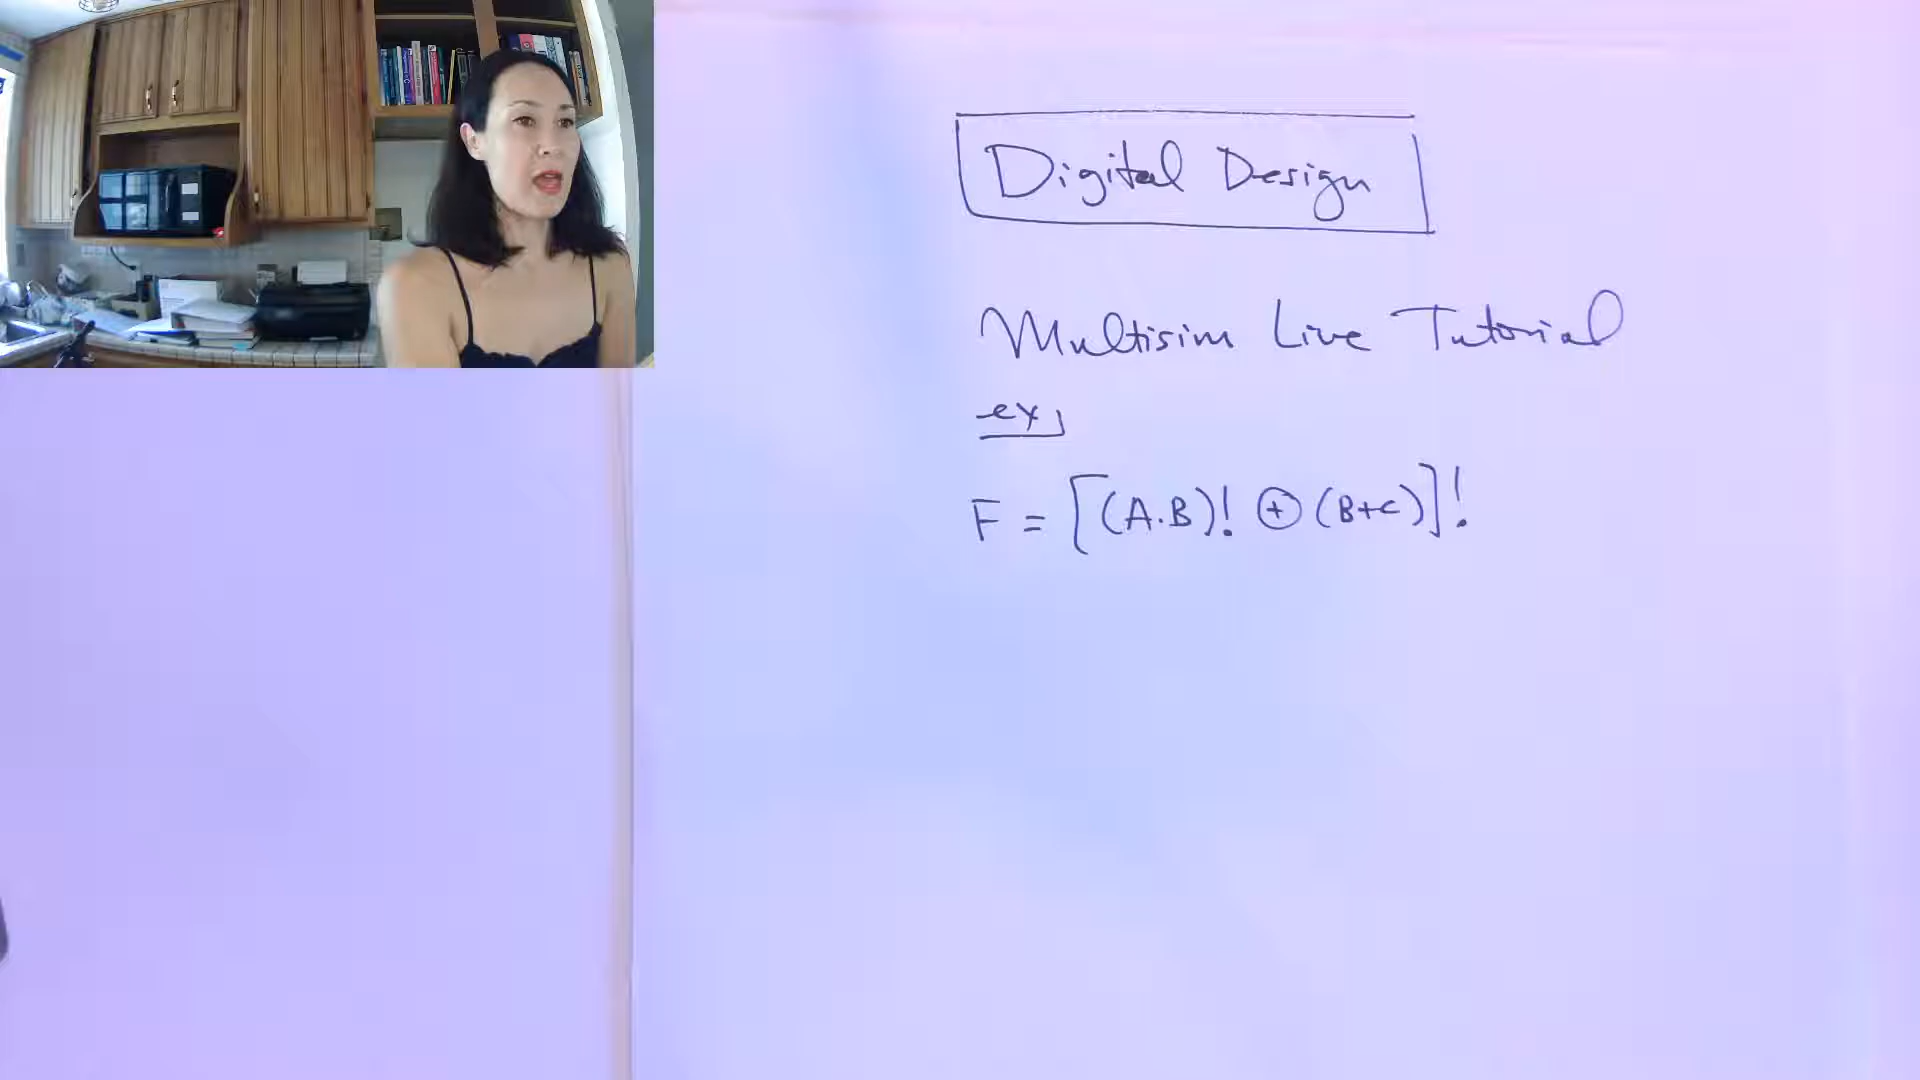 Digital Design
Multisim Live Tutorial
ex)
F = [(A.B)! ⊕ (B+C)]!